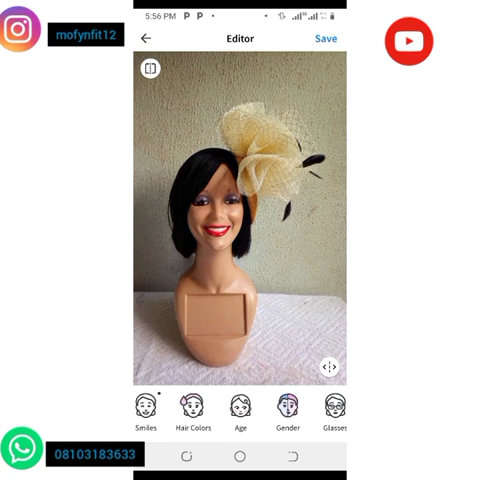 mofynfit12
5:56 PM P P
Editor
Save
Smiles
Hair Colors
Age
Gender
Glasses
08103183633